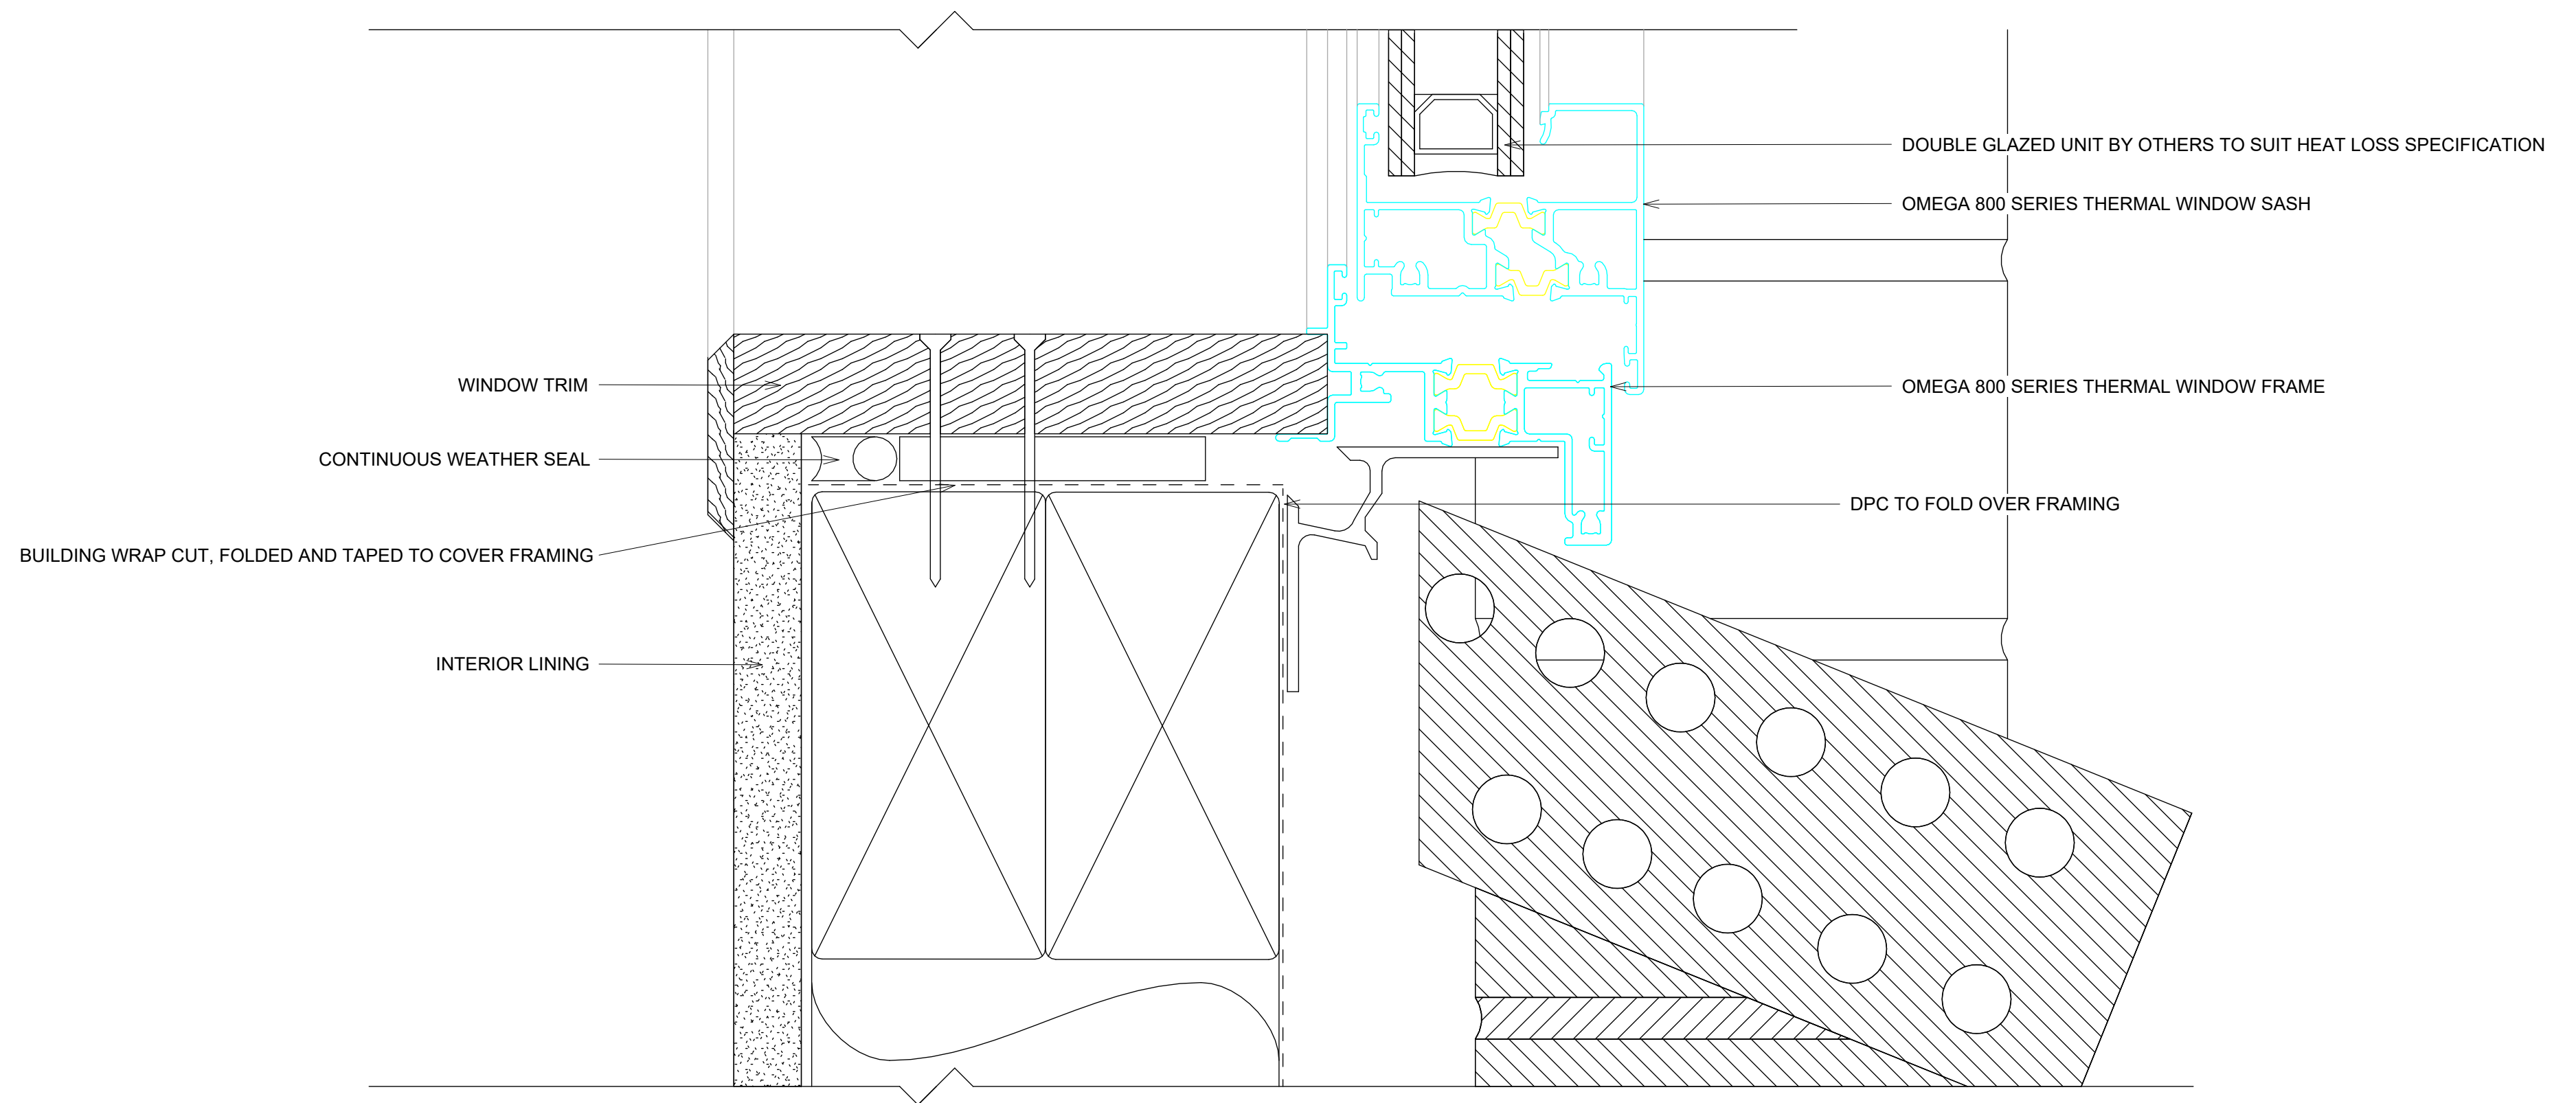 DOUBLE GLAZED UNIT BY OTHERS TO SUIT HEAT LOSS SPECIFICATION
OMEGA 800 SERIES THERMAL WINDOW SASH
WINDOW TRIM
OMEGA 800 SERIES THERMAL WINDOW FRAME
CONTINUOUS WEATHER SEAL
DPC TO FOLD OVER FRAMING
BUILDING WRAP CUT, FOLDED AND TAPED TO COVER FRAMING
INTERIOR LINING